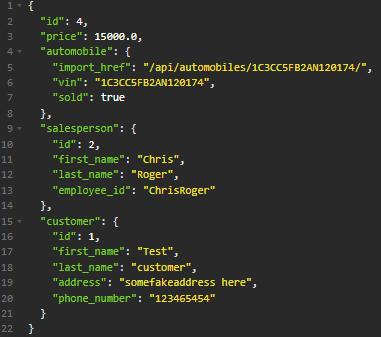 1 {
2 "id": 4,
3 "price": 15000.0,
4 "automobile": {
5 "import_href": "/api/automobiles/1C3CC5FB2AN120174/",
6 "vin": "1C3CC5FB2AN120174",
7 "sold": true
8 },
9 "salesperson": {
10 "id": 2,
11 "first_name": "Chris",
12 "last_name": "Roger",
13 "employee_id": "ChrisRoger"
14 },
15 "customer": {
16 "id": 1,
17 "first_name": "Test",
18 "last_name": "customer",
19 "address": "somefakeaddress here",
20 "phone_number": "123465454"
21 }
22 }